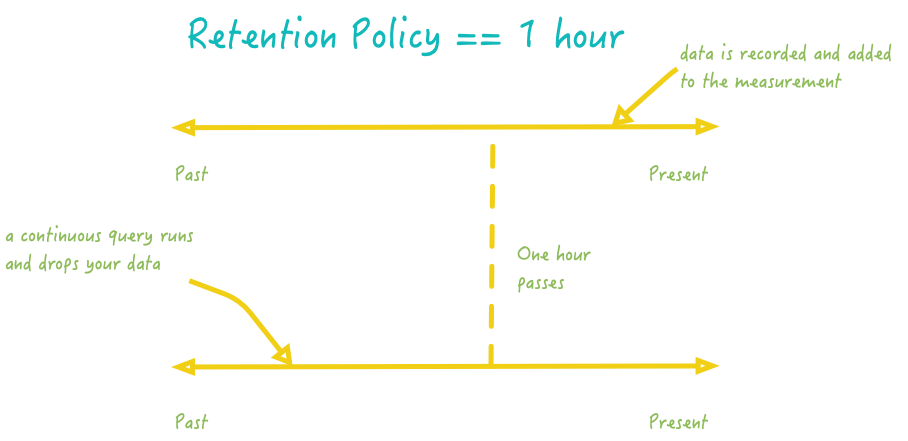 Retention Policy == 1 hour
data is recorded and added
to the measurement
Past
Present
a continuous query runs
and drops your data
One hour
passes
Past
Present